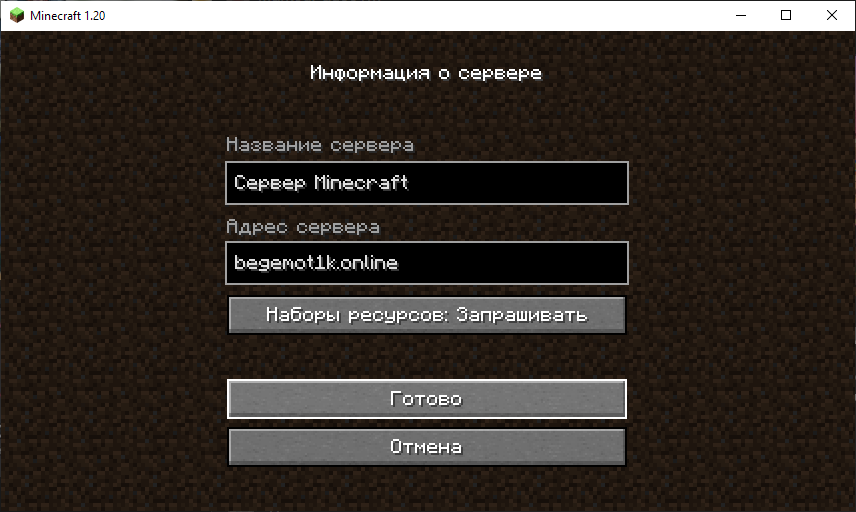 Minecraft 1.20
Информация о сервере
Название сервера
Сервер Minecraft
Адрес сервера
begemot1k.online
Наборы ресурсов: Запрашивать
Готово
Отмена